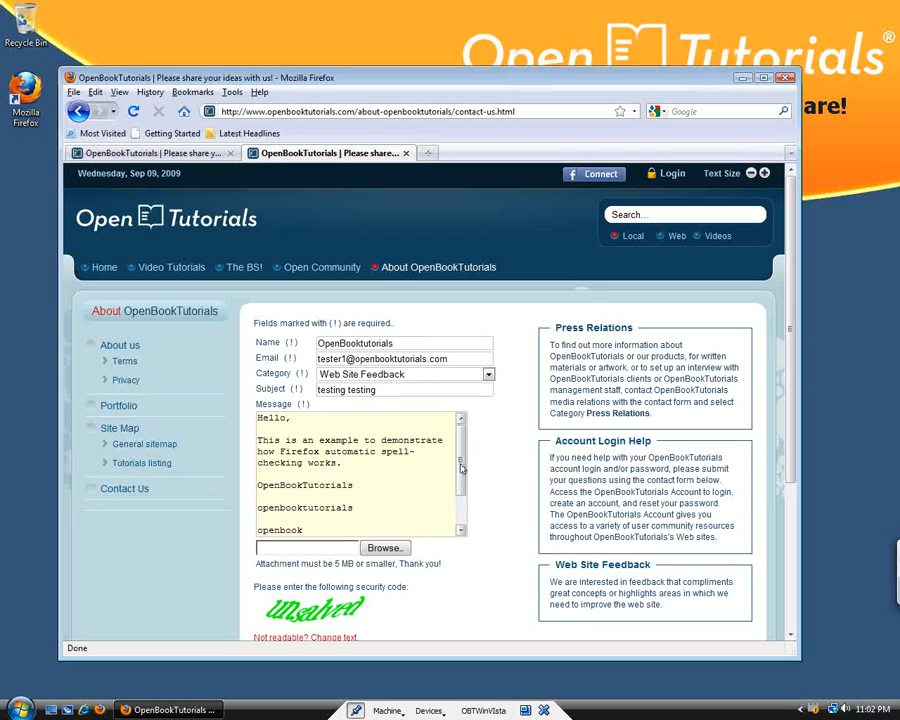 Open Tutorials®
are!
Recycle Bin
Mozilla
Firefox
OpenBookTutorials | Please share your ideas with us! - Mozilla Firefox
File Edit View History Bookmarks Tools Help
http://www.openbooktutorials.com/about-openbooktutorials/contact-us.html
Google
Most Visited Getting Started Latest Headlines
OpenBookTutorials | Please share y...
OpenBookTutorials | Please share...
Wednesday, Sep 09, 2009
f Connect
Login
Text Size
Open Tutorials
Search...
Local Web Videos
Home Video Tutorials The BS! Open Community About OpenBookTutorials
About OpenBookTutorials
About us
Terms
Privacy
Portfolio
Site Map
General sitemap
Tutorials listing
Contact Us
Fields marked with ( ! ) are required..
Name ( ! ) OpenBooktutorials
Email ( ! ) tester1@openbooktutorials.com
Category ( ! ) Web Site Feedback
Subject ( ! ) testing testing
Message ( ! )
Hello,
This is an example to demonstrate
how Firefox automatic spell-
checking works.
OpenBookTutorials
openbooktutorials
openbook
Browse..
Attachment must be 5 MB or smaller, Thank you!
Please enter the following security code:
unsalved
Not readable? Change text.
Press Relations
To find out more information about
OpenBookTutorials or our products, for written
materials or artwork, or to set up an interview with
OpenBookTutorials clients or OpenBookTutorials
management staff, contact OpenBookTutorials
media relations with the contact form and select
Category Press Relations.
Account Login Help
If you need help with your OpenBookTutorials
account login and/or password, please submit
your questions using the contact form below.
Access the OpenBookTutorials Account to login,
create an account, and reset your password.
The OpenBookTutorials Account gives you
access to a variety of user community resources
throughout OpenBookTutorials's Web sites.
Web Site Feedback
We are interested in feedback that compliments
great concepts or highlights areas in which we
need to improve the web site.
Done
OpenBookTutorials ...
Machine Devices OBTWinVIsta
11:02 PM